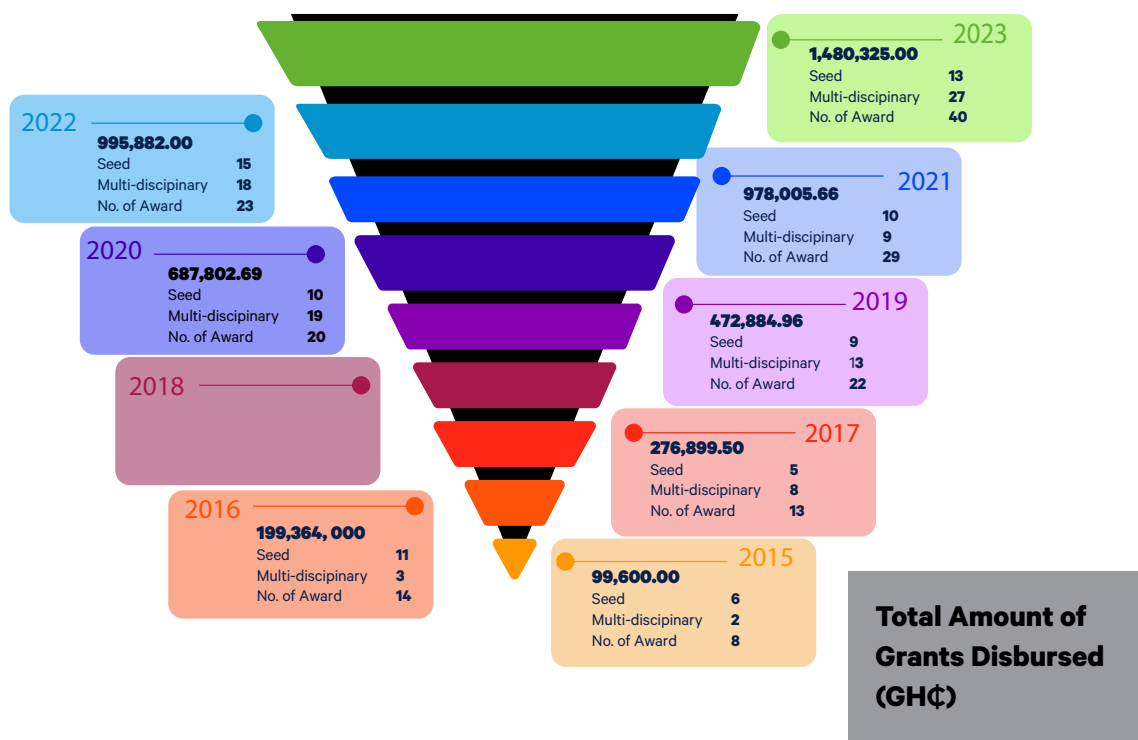 2023
1,480,325.00
Seed 13
Multi-discipinary 27
No. of Award 40
2022
995,882.00
Seed 15
Multi-discipinary 18
No. of Award 23
2021
978,005.66
Seed 10
Multi-discipinary 9
No. of Award 29
2020
687,802.69
Seed 10
Multi-discipinary 19
No. of Award 20
2019
472,884.96
Seed 9
Multi-discipinary 13
No. of Award 22
2018
2017
276,899.50
Seed 5
Multi-discipinary 8
No. of Award 13
2016
199,364, 000
Seed 11
Multi-discipinary 3
No. of Award 14
2015
99,600.00
Seed 6
Multi-discipinary 2
No. of Award 8
Total Amount of
Grants Disbursed
(GH₵)